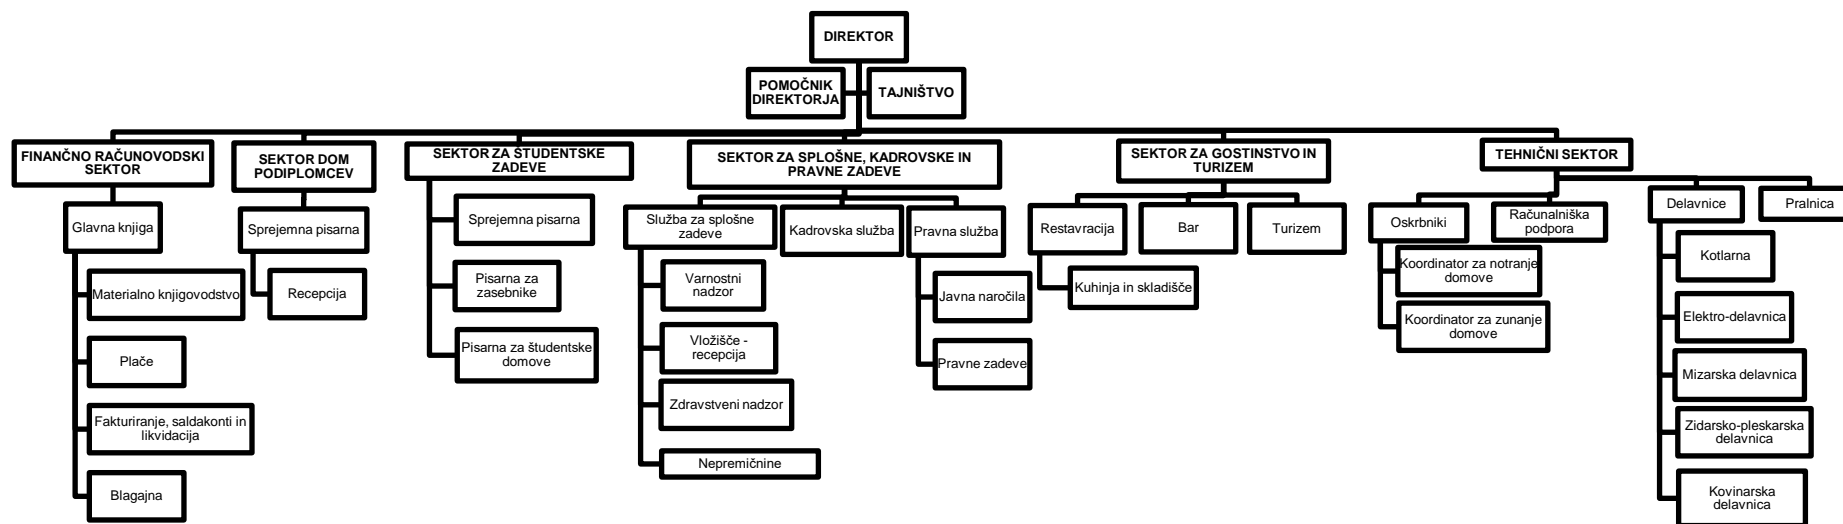 DIREKTOR
POMOČNIK
DIREKTORJA
TAJNIŠTVO
FINANČNO RAČUNOVODSKI
SEKTOR
SEKTOR DOM
PODIPLOMCEV
SEKTOR ZA ŠTUDENTSKE
ZADEVE
SEKTOR ZA SPLOŠNE, KADROVSKE IN
PRAVNE ZADEVE
SEKTOR ZA GOSTINSTVO IN
TURIZEM
TEHNIČNI SEKTOR
Glavna knjiga
Materialno knjigovodstvo
Plače
Fakturiranje, saldakonti in
likvidacija
Blagajna
Sprejemna pisarna
Recepcija
Sprejemna pisarna
Pisarna za
zasebnike
Pisarna za študentske
domove
Služba za splošne
zadeve
Varnostni
nadzor
Vložišče -
recepcija
Zdravstveni nadzor
Nepremičnine
Kadrovska služba
Pravna služba
Javna naročila
Pravne zadeve
Restavracija
Kuhinja in skladišče
Bar
Turizem
Oskrbniki
Koordinator za notranje
domove
Koordinator za zunanje
domove
Računalniška
podpora
Delavnice
Kotlarna
Elektro-delavnica
Mizarska delavnica
Zidarsko-pleskarska
delavnica
Kovinarska
delavnica
Pralnica